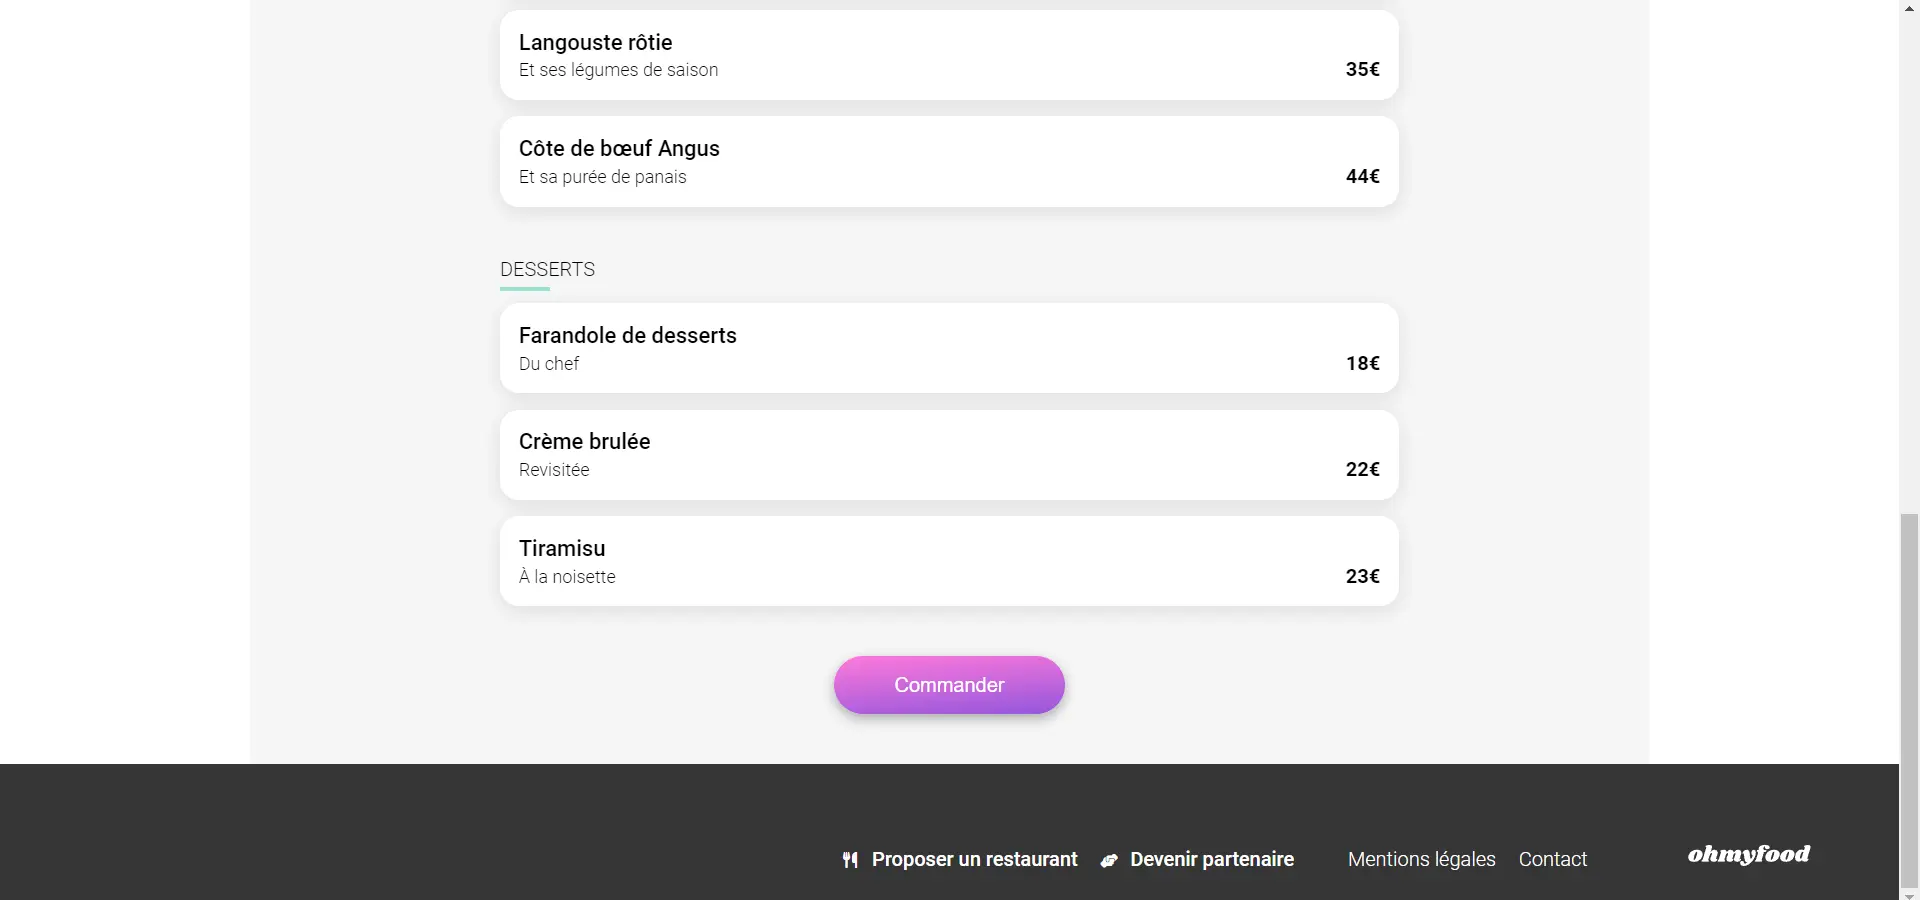 Langouste rôtie
Et ses légumes de saison
35€
Côte de bœuf Angus
Et sa purée de panais
44€
DESSERTS
Farandole de desserts
Du chef
18€
Crème brulée
Revisitée
22€
Tiramisu
À la noisette
23€
Commander
Proposer un restaurant Devenir partenaire Mentions légales Contact ohmyfood